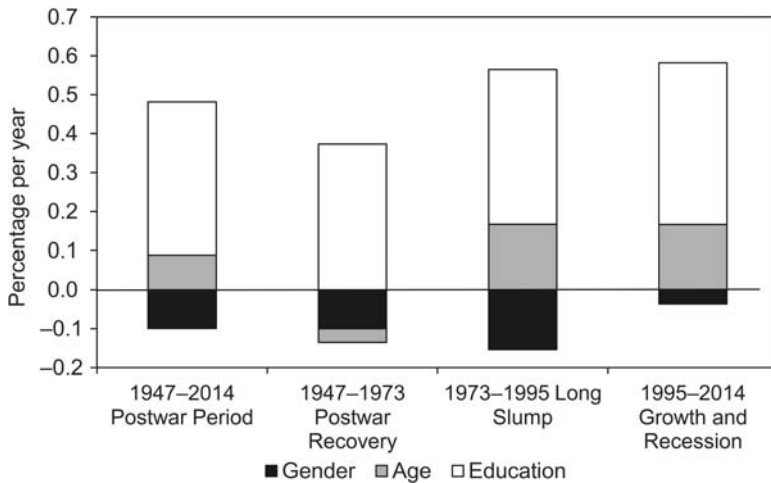 0.7
0.6
0.5
0.4
0.3
0.2
0.1
0.0
–0.1
–0.2
Percentage per year
1947–2014
Postwar Period
1947–1973
Postwar
Recovery
1973–1995 Long
Slump
1995–2014
Growth and
Recession
Gender Age Education